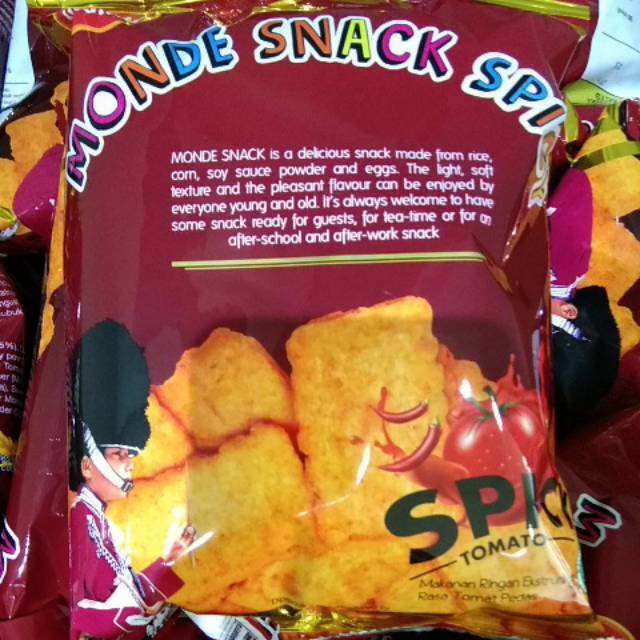 MONDE SNACK SPI
MONDE SNACK is a delicious snack made from rice,
corn, soy sauce powder and eggs. The light, soft
texture and the pleasant flavour can be enjoyed by
everyone young and old. It's always welcome to have
some snack ready for guests, for tea-time or for an
after-school and after-work snack
SPICY
TOMATO
Makanan Ringan Ekstrusi
Rasa Tomat Pedas